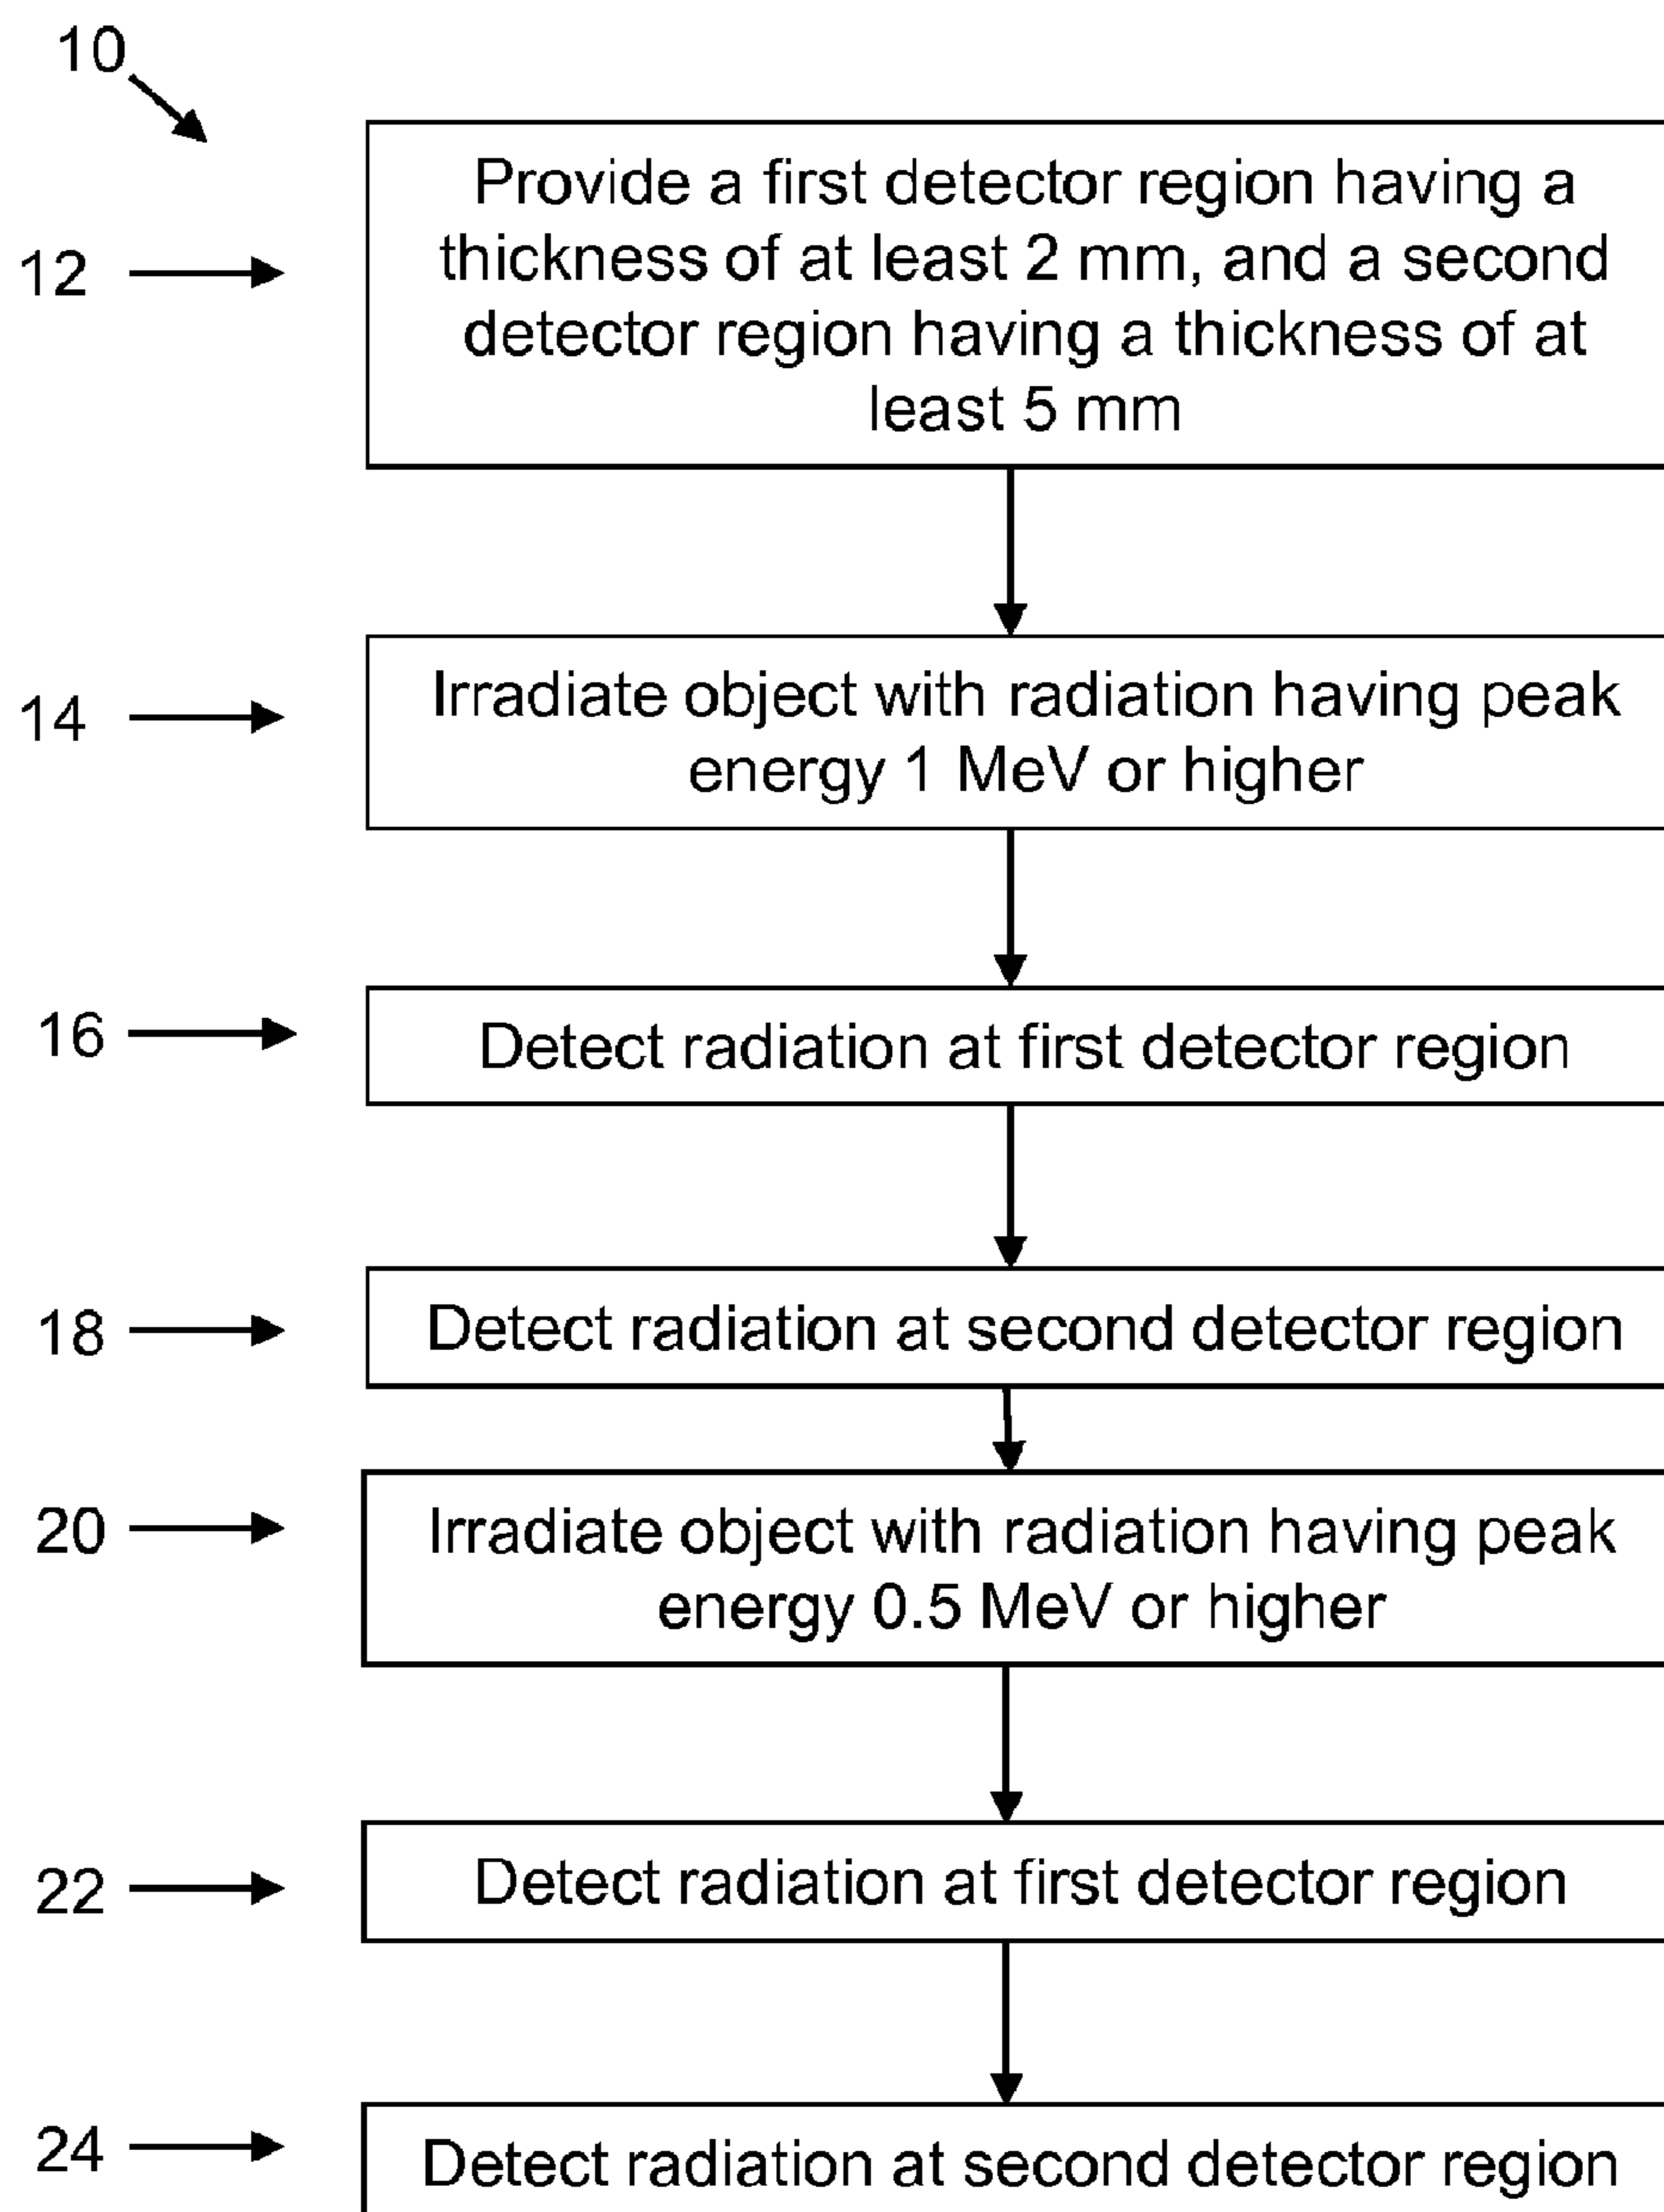 10
12
Provide a first detector region having a
thickness of at least 2 mm, and a second
detector region having a thickness of at
least 5 mm
14
Irradiate object with radiation having peak
energy 1 MeV or higher
16
Detect radiation at first detector region
18
Detect radiation at second detector region
20
Irradiate object with radiation having peak
energy 0.5 MeV or higher
22
Detect radiation at first detector region
24
Detect radiation at second detector region